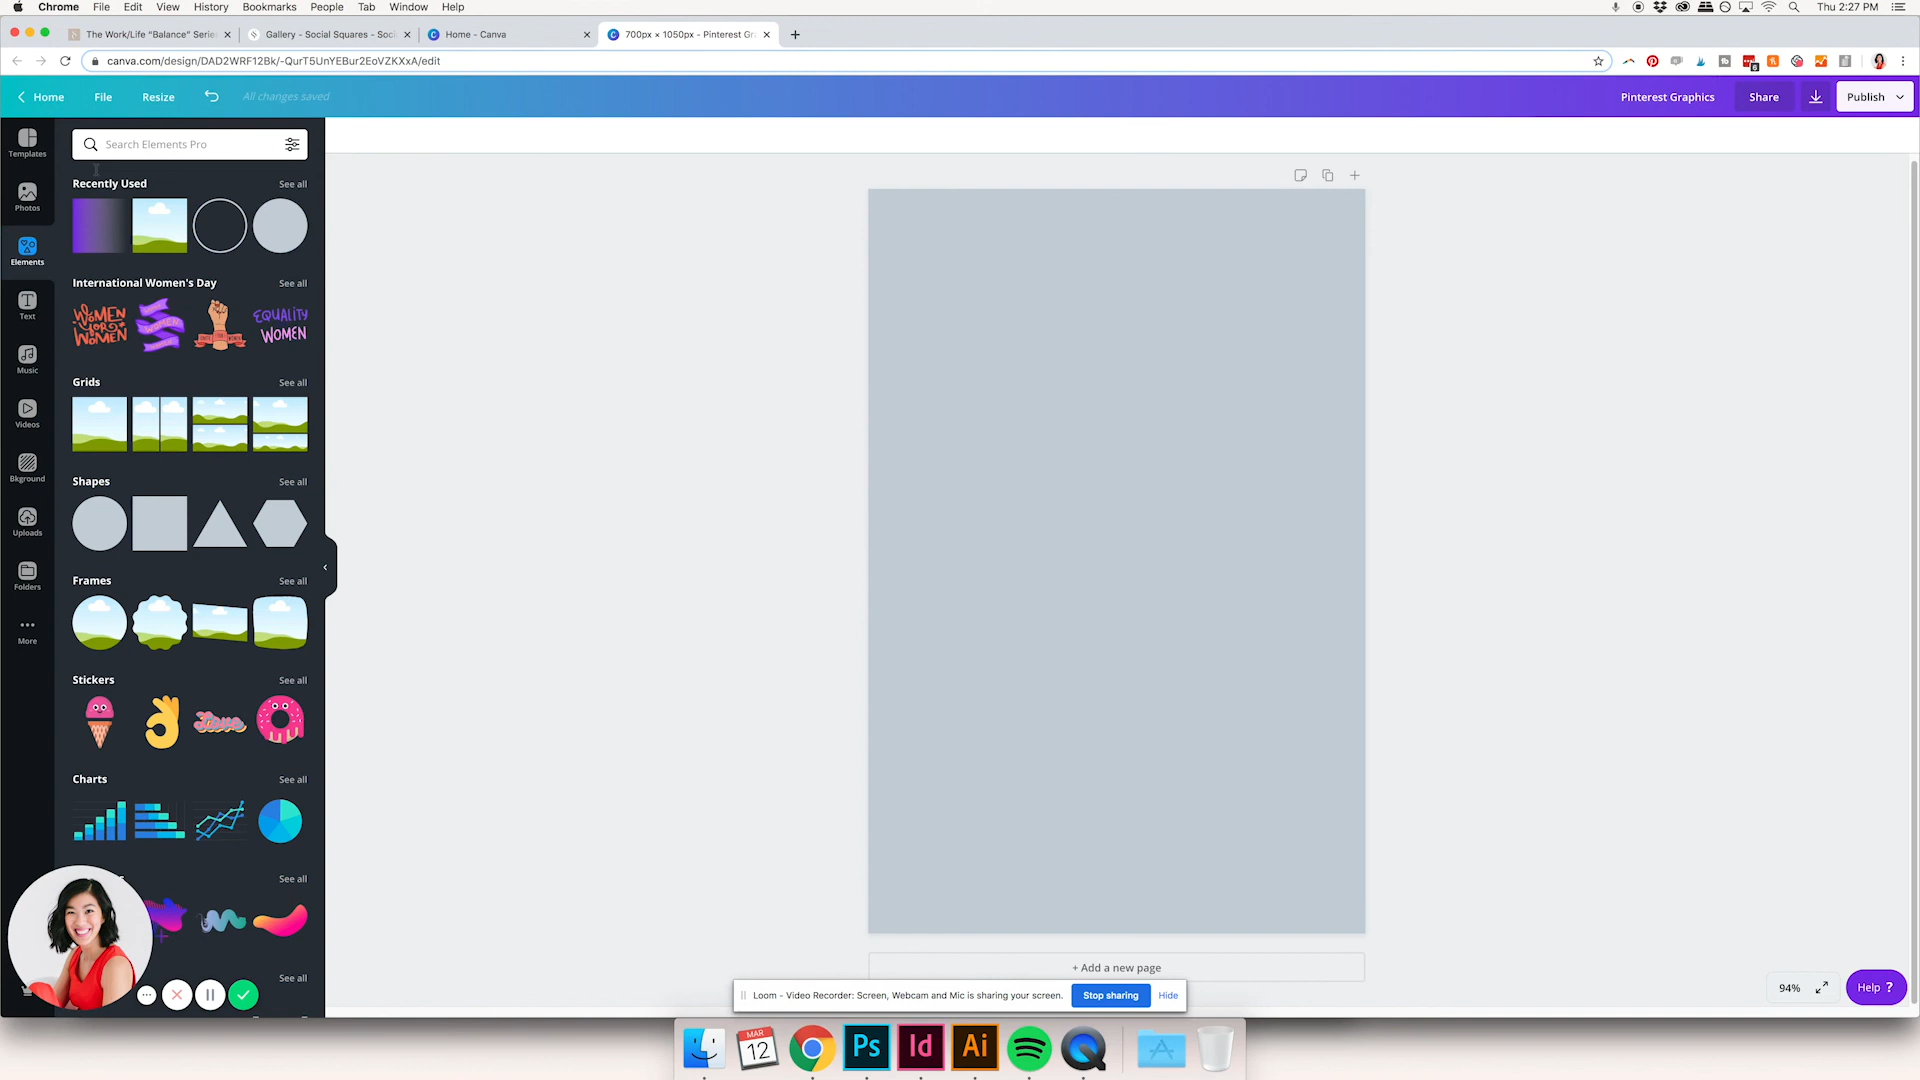 Chrome File Edit View History Bookmarks People Tab Window Help
Thu 2:27 PM
The Work/Life “Balance” Serie
Gallery - Social Squares - Soci
Home - Canva
700px × 1050px - Pinterest Gr
canva.com/design/DAD2WRF12Bk/-QurT5UnYEBur2EoVZKXxA/edit
6
Home File Resize All changes saved
Pinterest Graphics Share Publish
Search Elements Pro
Templates
Photos
Elements
Text
Music
Videos
Bkground
Uploads
Folders
More
Recently Used See all
International Women's Day See all
WOMEN FOR WOMEN
WOMEN
EQUALITY WOMEN
Grids See all
Shapes See all
Frames See all
Stickers See all
Love
Charts See all
See all
See all
+ Add a new page
Loom - Video Recorder: Screen, Webcam and Mic is sharing your screen. Stop sharing Hide
94% Help ?
MAR
12
Ps
Id
Ai